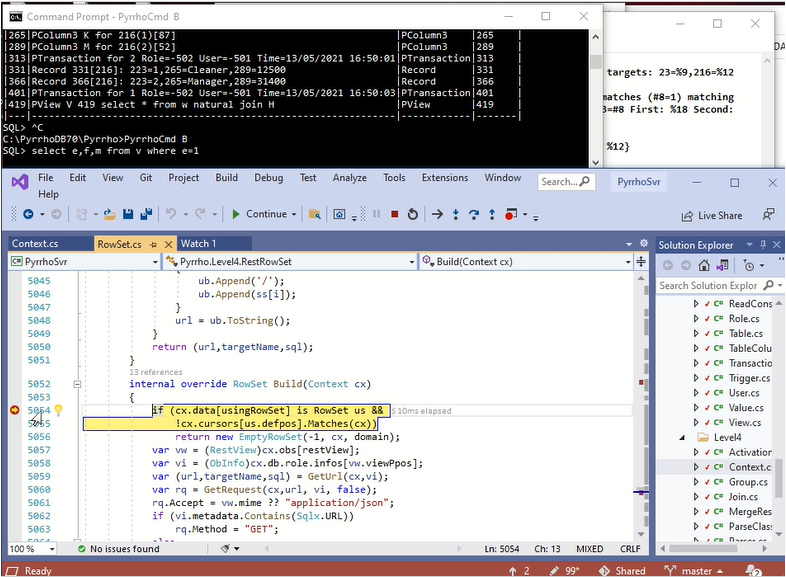 Command Prompt - PyrrhoCmd B
|265|PColumn3 K for 216(1)[87] |PColumn3 |265 |
|289|PColumn3 M for 216(2)[52] |PColumn3 |289 |
|313|PTransaction for 2 Role=-502 User=-501 Time=13/05/2021 16:50:01|PTransaction|313 |
|331|Record 331[216]: 223=1,265=Cleaner,289=12500 |Record |331 |
|366|Record 366[216]: 223=2,265=Manager,289=31400 |Record |366 |
|401|PTransaction for 1 Role=-502 User=-501 Time=13/05/2021 16:50:03|PTransaction|401 |
|419|PView V 419 select * from w natural join H |PView |419 |
SQL> ^C
C:\PyrrhoDB70\Pyrrho>PyrrhoCmd B
SQL> select e,f,m from v where e=1
DA
targets: 23=%9,216=%12
matches (#8=1) matching
3=#8 First: %18 Second:
%12}
File Edit View Git Project Build Debug Test Analyze Tools Extensions Window
Help
Search...
PyrrhoSvr
Continue
Live Share
Context.cs RowSet.cs Watch 1
PyrrhoSvr Pyrrho.Level4.RestRowSet Build(Context cx)
5045 ub.Append('/');
5046 ub.Append(ss[i]);
5047 }
5048 url = ub.ToString();
5049 }
5050 return (url,targetName,sql);
5051 }
13 references
5052 internal override RowSet Build(Context cx)
5053 {
5054 if (cx.data[usingRowSet] is RowSet us && ≤10ms elapsed
5055 !cx.cursors[us.defpos].Matches(cx))
5056 return new EmptyRowSet(-1, cx, domain);
5057 var vw = (RestView)cx.obs[restView];
5058 var vi = (ObInfo)cx.db.role.infos[vw.viewPpos];
5059 var (url,targetName,sql) = GetUrl(cx,vi);
5060 var rq = GetRequest(cx,url, vi, false);
5061 rq.Accept = vw.mime ?? "application/json";
5062 if (vi.metadata.Contains(Sqlx.URL))
5063 rq.Method = "GET";
5064 else
Solution Explorer
Search Solution Explor
ReadCons
Role.cs
Table.cs
TableColu
Transactio
Trigger.cs
User.cs
Value.cs
View.cs
Level4
Activation
Context.c
Group.cs
Join.cs
MergeRes
ParseClass
Parser.cs
100 % No issues found Ln: 5054 Ch: 13 MIXED CRLF
Ready 2 99* Shared master 2